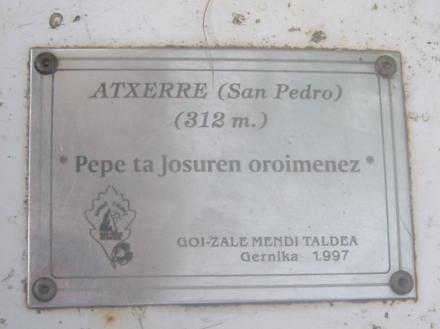 ATXERRE (San Pedro)
(312 m.)
* Pepe ta Josuren oroimenez *
GOI-ZALE MENDI TALDEA
Gernika 1.997